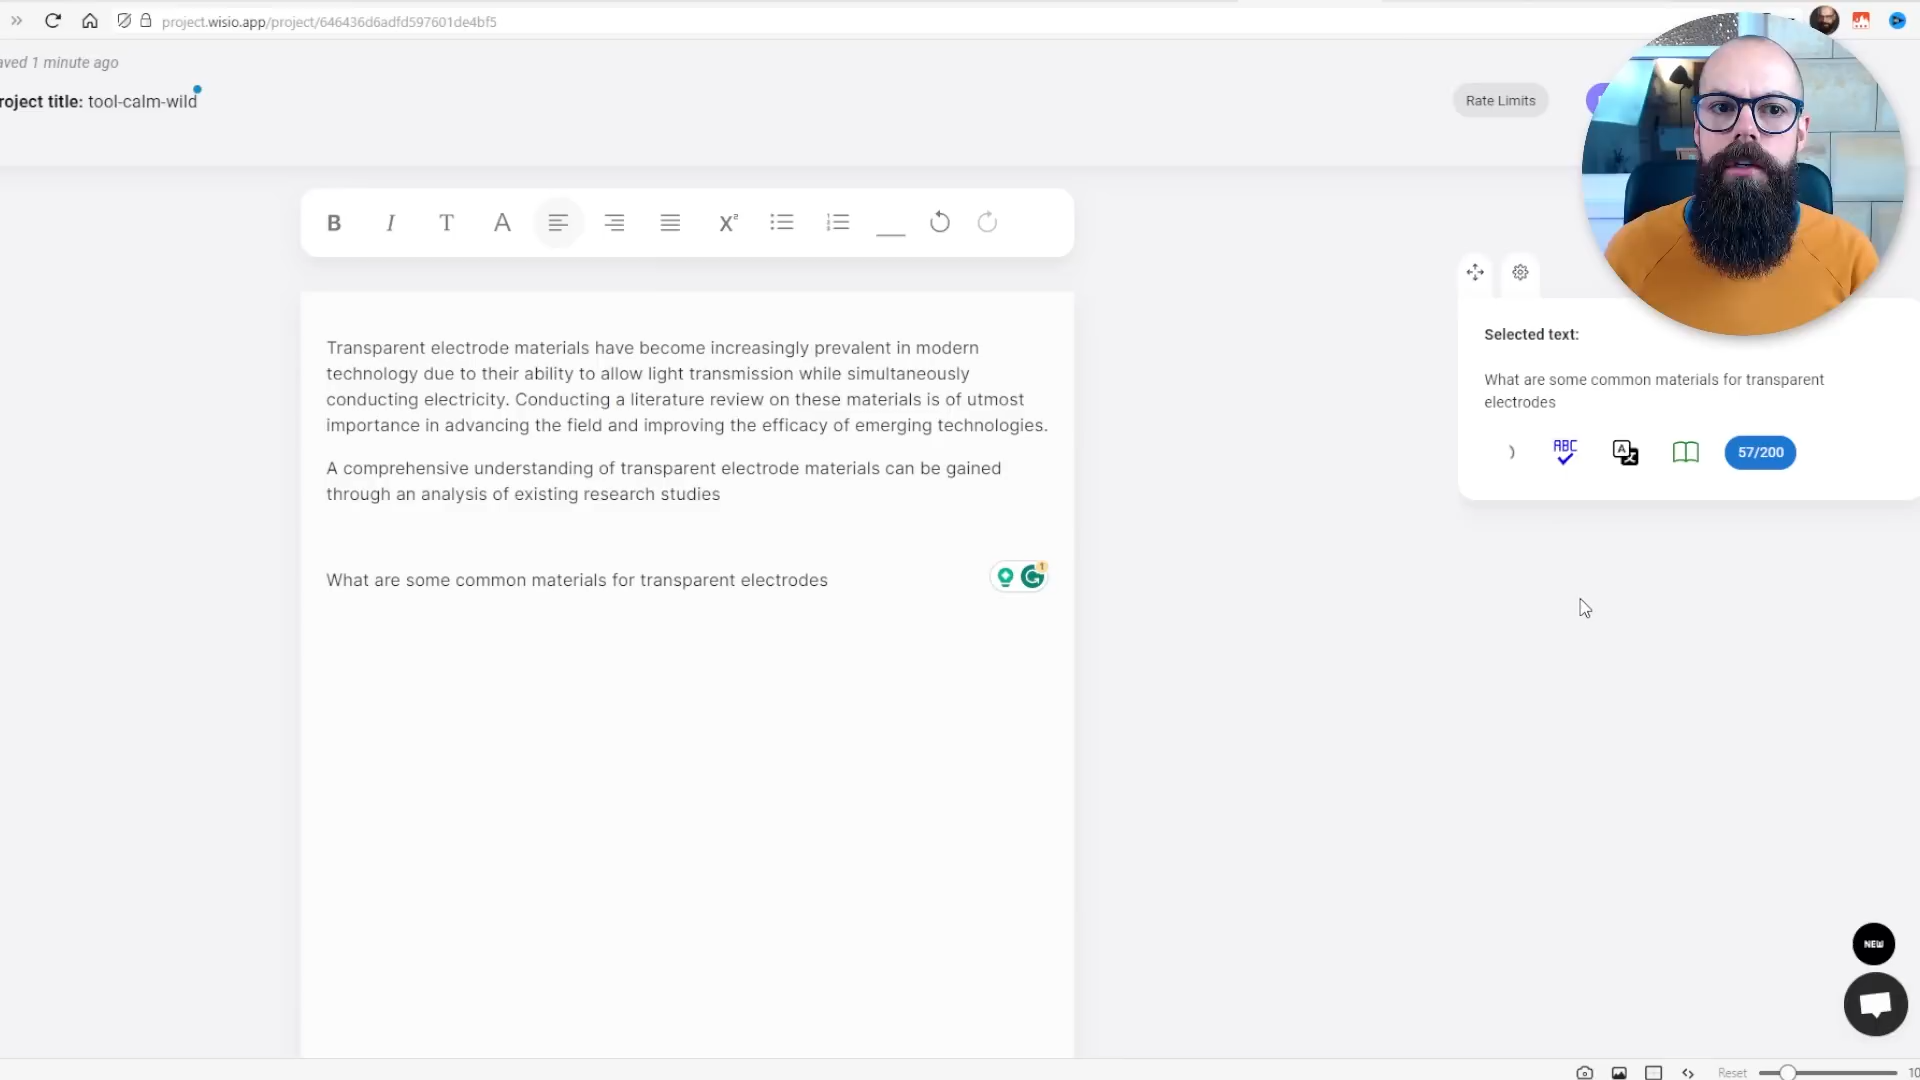 project.wisio.app/project/646436d6adfd597601de4bf5
aved 1 minute ago
roject title: tool-calm-wild
Rate Limits
B I T A X²
Transparent electrode materials have become increasingly prevalent in modern
technology due to their ability to allow light transmission while simultaneously
conducting electricity. Conducting a literature review on these materials is of utmost
importance in advancing the field and improving the efficacy of emerging technologies.
A comprehensive understanding of transparent electrode materials can be gained
through an analysis of existing research studies
What are some common materials for transparent electrodes
1
Selected text:
What are some common materials for transparent
electrodes
ABC
A
57/200
NEW
Reset
10